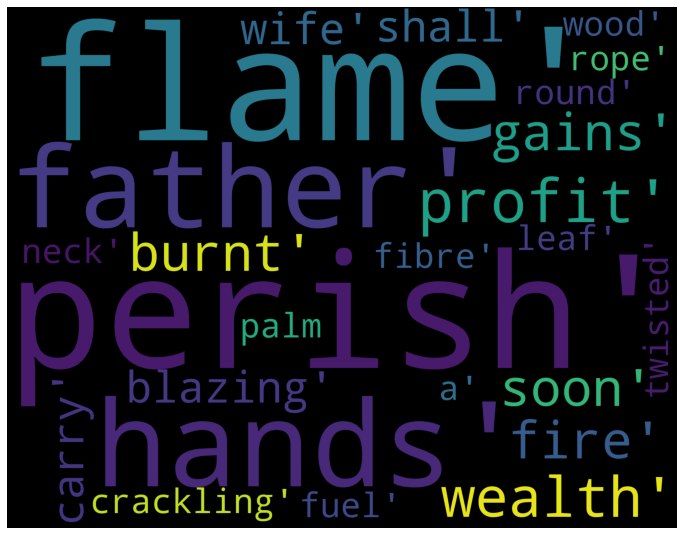 wife' shall' wood'
flame'
rope'
round'
gains'
father'
profit'
neck' burnt' fibre' leaf'
twisted'
perish'
palm
blazing' a' soon'
carry'
hands'
fire'
crackling' fuel' wealth'